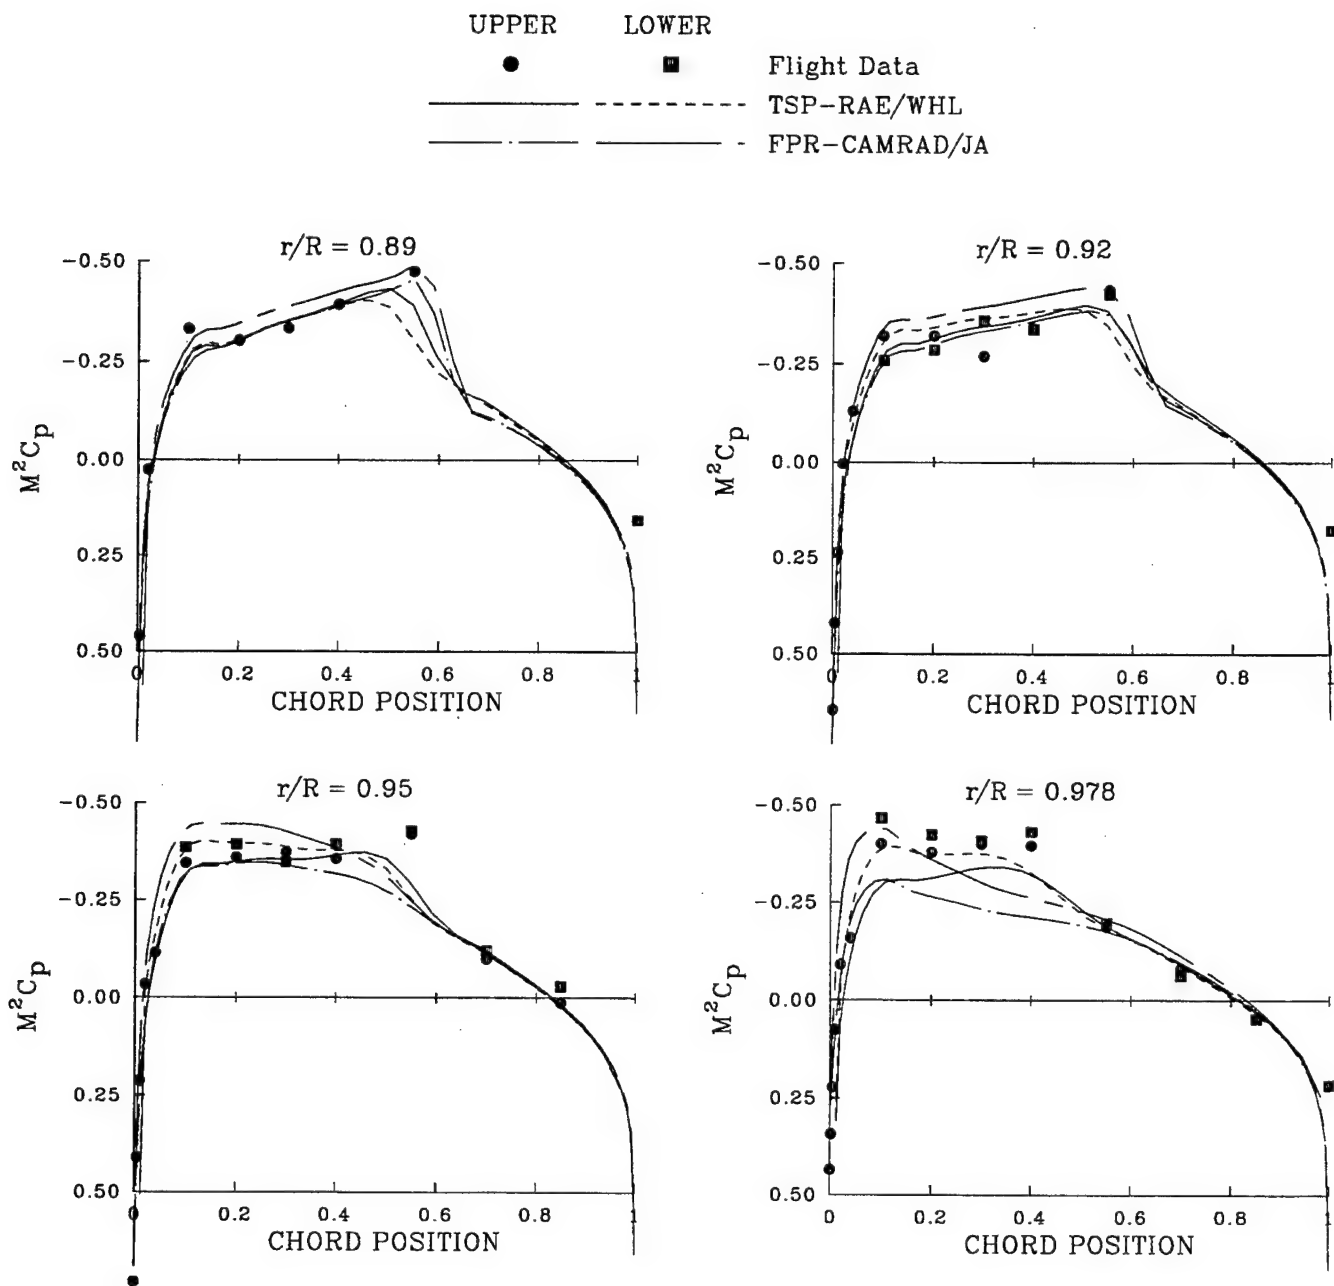 UPPER LOWER
Flight Data
TSP-RAE/WHL
FPR-CAMRAD/JA
r/R = 0.89
-0.50
-0.25
0.00
0.25
0.50
M²Cp
0 0.2 0.4 0.6 0.8 1
CHORD POSITION
r/R = 0.92
-0.50
-0.25
0.00
0.25
0.50
M²Cp
0 0.2 0.4 0.6 0.8 1
CHORD POSITION
r/R = 0.95
-0.50
-0.25
0.00
0.25
0.50
M²Cp
0 0.2 0.4 0.6 0.8 1
CHORD POSITION
r/R = 0.978
-0.50
-0.25
0.00
0.25
0.50
M²Cp
0 0.2 0.4 0.6 0.8 1
CHORD POSITION